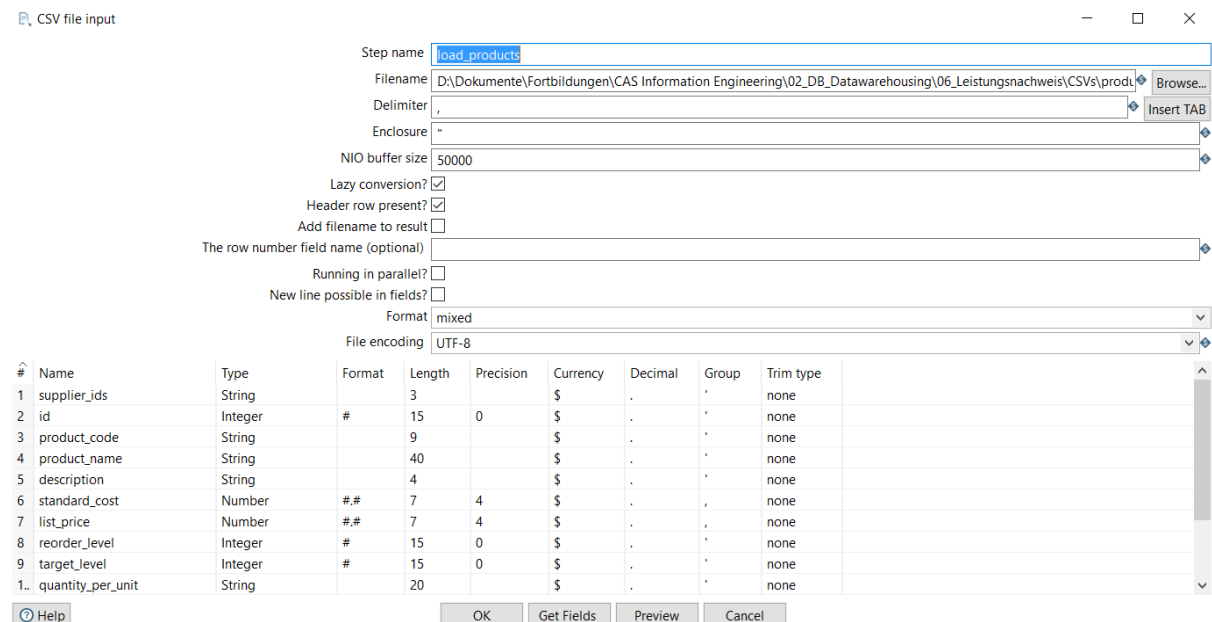 CSV file input
Step name load_products
Filename D:\Dokumente\Fortbildungen\CAS Information Engineering\02_DB_Datawarehousing\06_Leistungsnachweis\CSVs\produ Browse...
Delimiter , Insert TAB
Enclosure "
NIO buffer size 50000
Lazy conversion?
Header row present?
Add filename to result
The row number field name (optional)
Running in parallel?
New line possible in fields?
Format mixed
File encoding UTF-8
# Name Type Format Length Precision Currency Decimal Group Trim type
1 supplier_ids String 3 $ . ' none
2 id Integer # 15 0 $ . ' none
3 product_code String 9 $ . ' none
4 product_name String 40 $ . ' none
5 description String 4 $ . ' none
6 standard_cost Number #.# 7 4 $ . , none
7 list_price Number #.# 7 4 $ . , none
8 reorder_level Integer # 15 0 $ . ' none
9 target_level Integer # 15 0 $ . ' none
1.. quantity_per_unit String 20 $ . ' none
Help OK Get Fields Preview Cancel